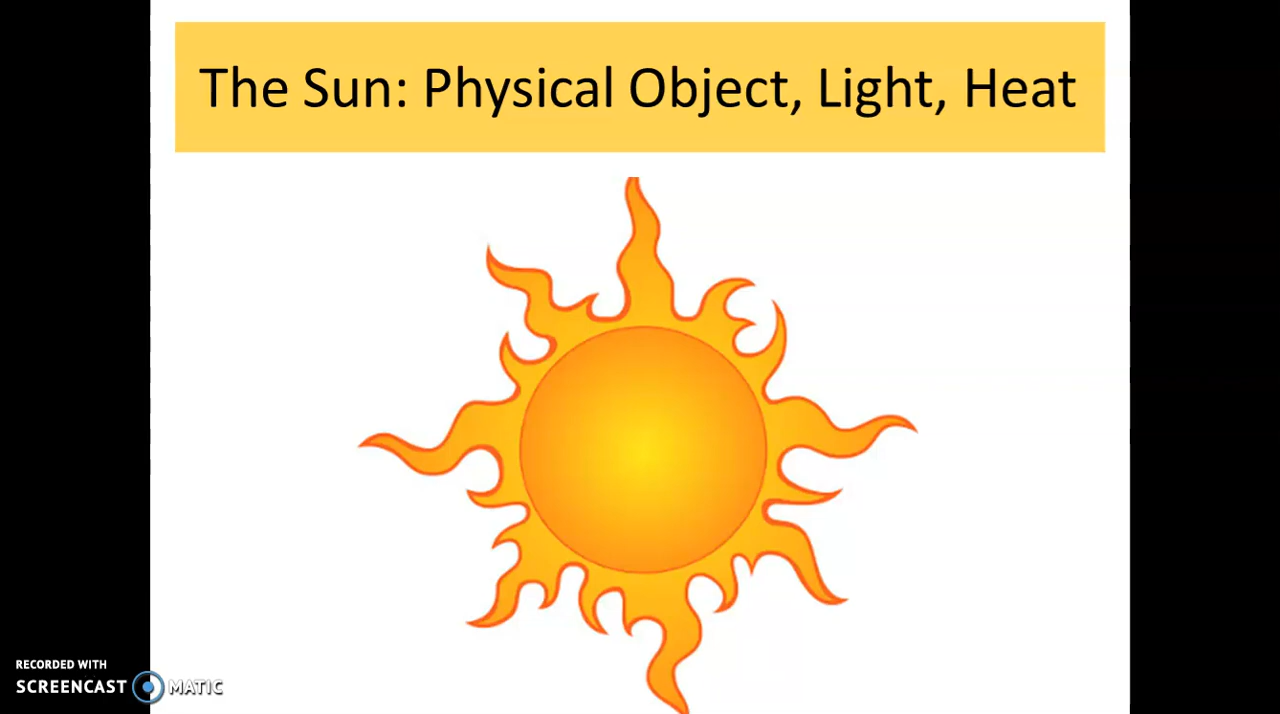 The Sun: Physical Object, Light, Heat
RECORDED WITH
SCREENCAST MATIC